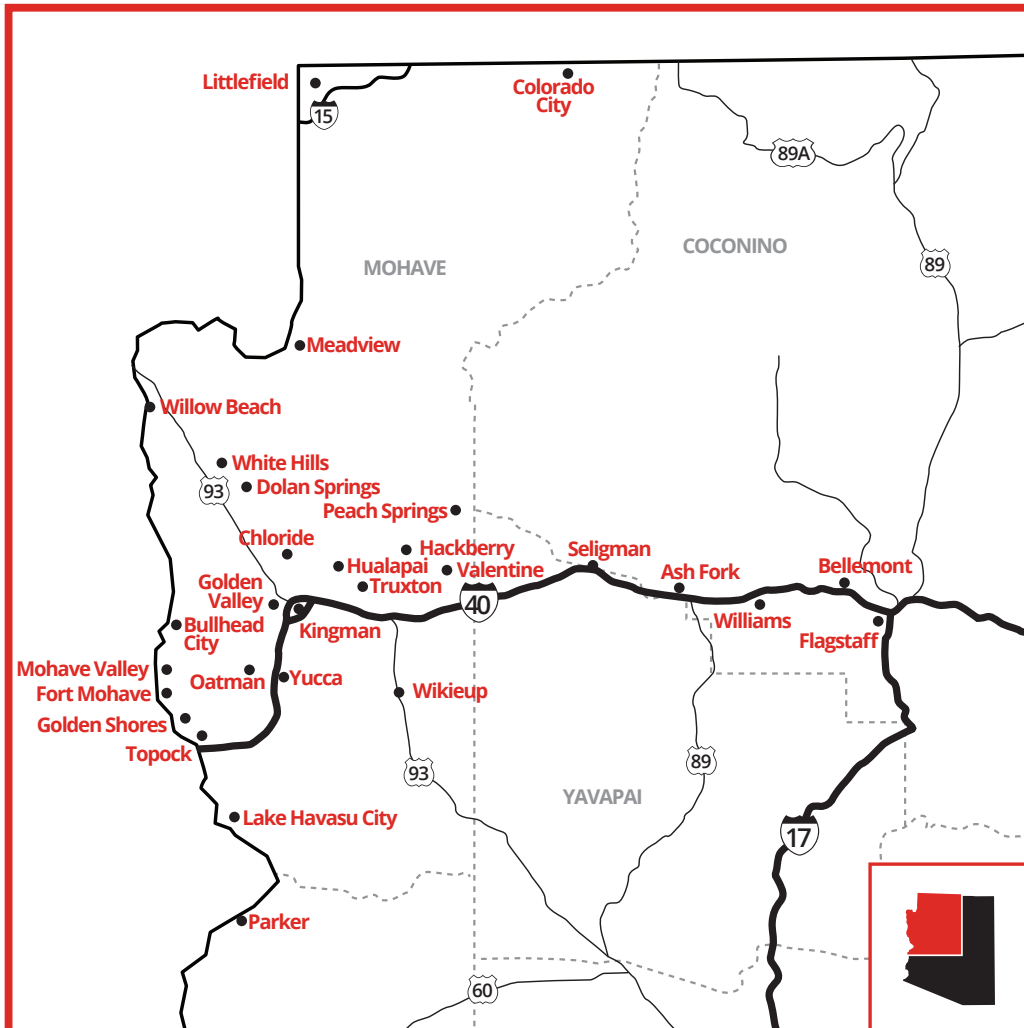 Littlefield
15
Colorado
City
89A
COCONINO
MOHAVE
89
Meadview
Willow Beach
White Hills
93
Dolan Springs
Peach Springs
Chloride
Hackberry
Seligman
Hualapai
Valentine
Ash Fork
Bellemont
Truxton
Golden
Valley
40
Williams
Kingman
Bullhead
City
Flagstaff
Mohave Valley
Oatman
Yucca
Fort Mohave
Wikieup
Golden Shores
Topock
93
89
YAVAPAI
Lake Havasu City
17
Parker
60